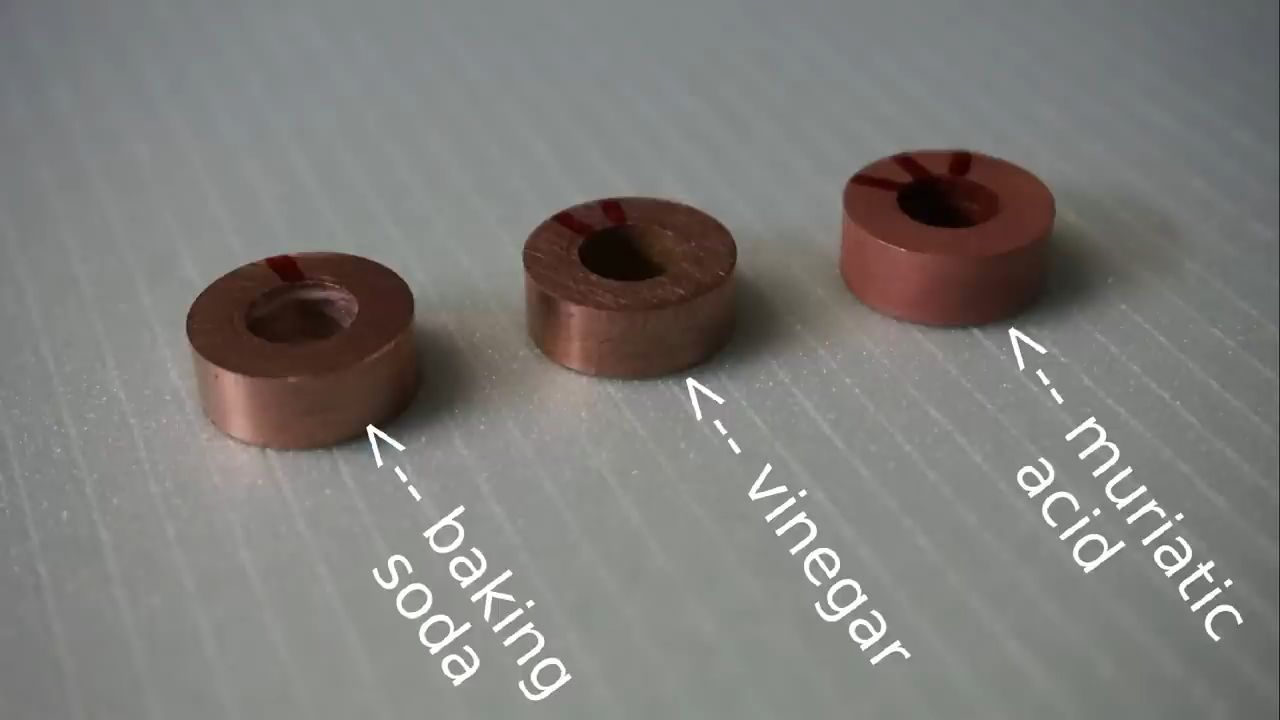 <-- baking
soda
<-- vinegar
<-- muriatic
acid